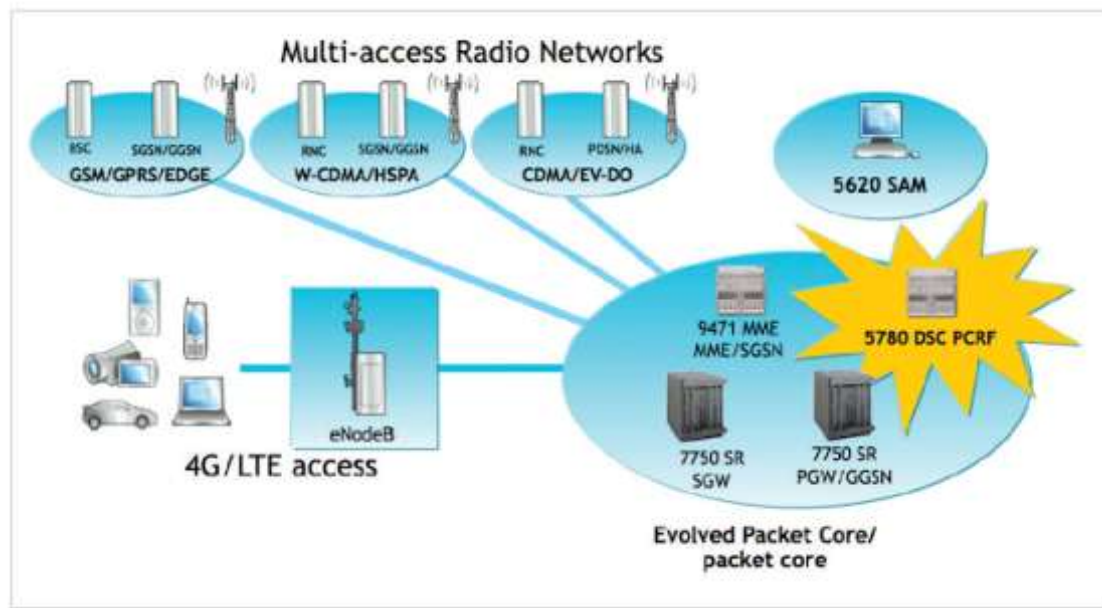 Multi-access Radio Networks
BSC
SGSN/GGSN
GSM/GPRS/EDGE
RNC
SGSN/GGSN
W-CDMA/HSPA
RNC
PDSN/HA
CDMA/EV-DO
5620 SAM
9471 MME
MME/SGSN
5780 DSC PCRF
eNodeB
4G/LTE access
7750 SR
SGW
7750 SR
PGW/GGSN
Evolved Packet Core/
packet core